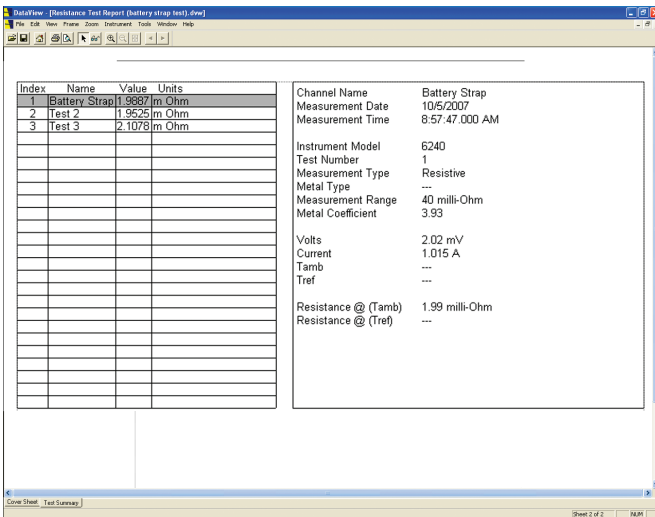 DataView - [Resistance Test Report (battery strap test).dvw]
File Edit View Frame Zoom Instrument Tools Window Help
Index Name Value Units
1 Battery Strap 1.9887 m Ohm
2 Test 2 1.9525 m Ohm
3 Test 3 2.1078 m Ohm
Channel Name Battery Strap
Measurement Date 10/5/2007
Measurement Time 8:57:47.000 AM
Instrument Model 6240
Test Number 1
Measurement Type Resistive
Metal Type ---
Measurement Range 40 milli-Ohm
Metal Coefficient 3.93
Volts 2.02 mV
Current 1.015 A
Tamb ---
Tref ---
Resistance @ (Tamb) 1.99 milli-Ohm
Resistance @ (Tref) ---
Cover Sheet Test Summary
Sheet 2 of 2 NUM